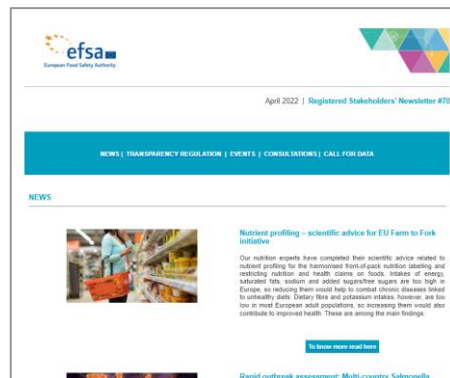 efsa
European Food Safety Authority
April 2022 | Registered Stakeholders' Newsletter #70
NEWS | TRANSPARENCY REGULATION | EVENTS | CONSULTATIONS | CALL FOR DATA
NEWS
Nutrient profiling – scientific advice for EU Farm to Fork
initiative
Our nutrition experts have completed their scientific advice related to
nutrient profiling for the harmonised front-of-pack nutrition labelling and
restricting nutrition and health claims on foods. Intakes of energy,
saturated fats, sodium and added sugars/free sugars are too high in
Europe, so reducing them would help to combat chronic diseases linked
to unhealthy diets. Dietary fibre and potassium intakes, however, are too
low in most European adult populations, so increasing them would also
contribute to improved health. These are among the main findings.
To know more read here
Rapid outbreak assessment: Multi-country Salmonella